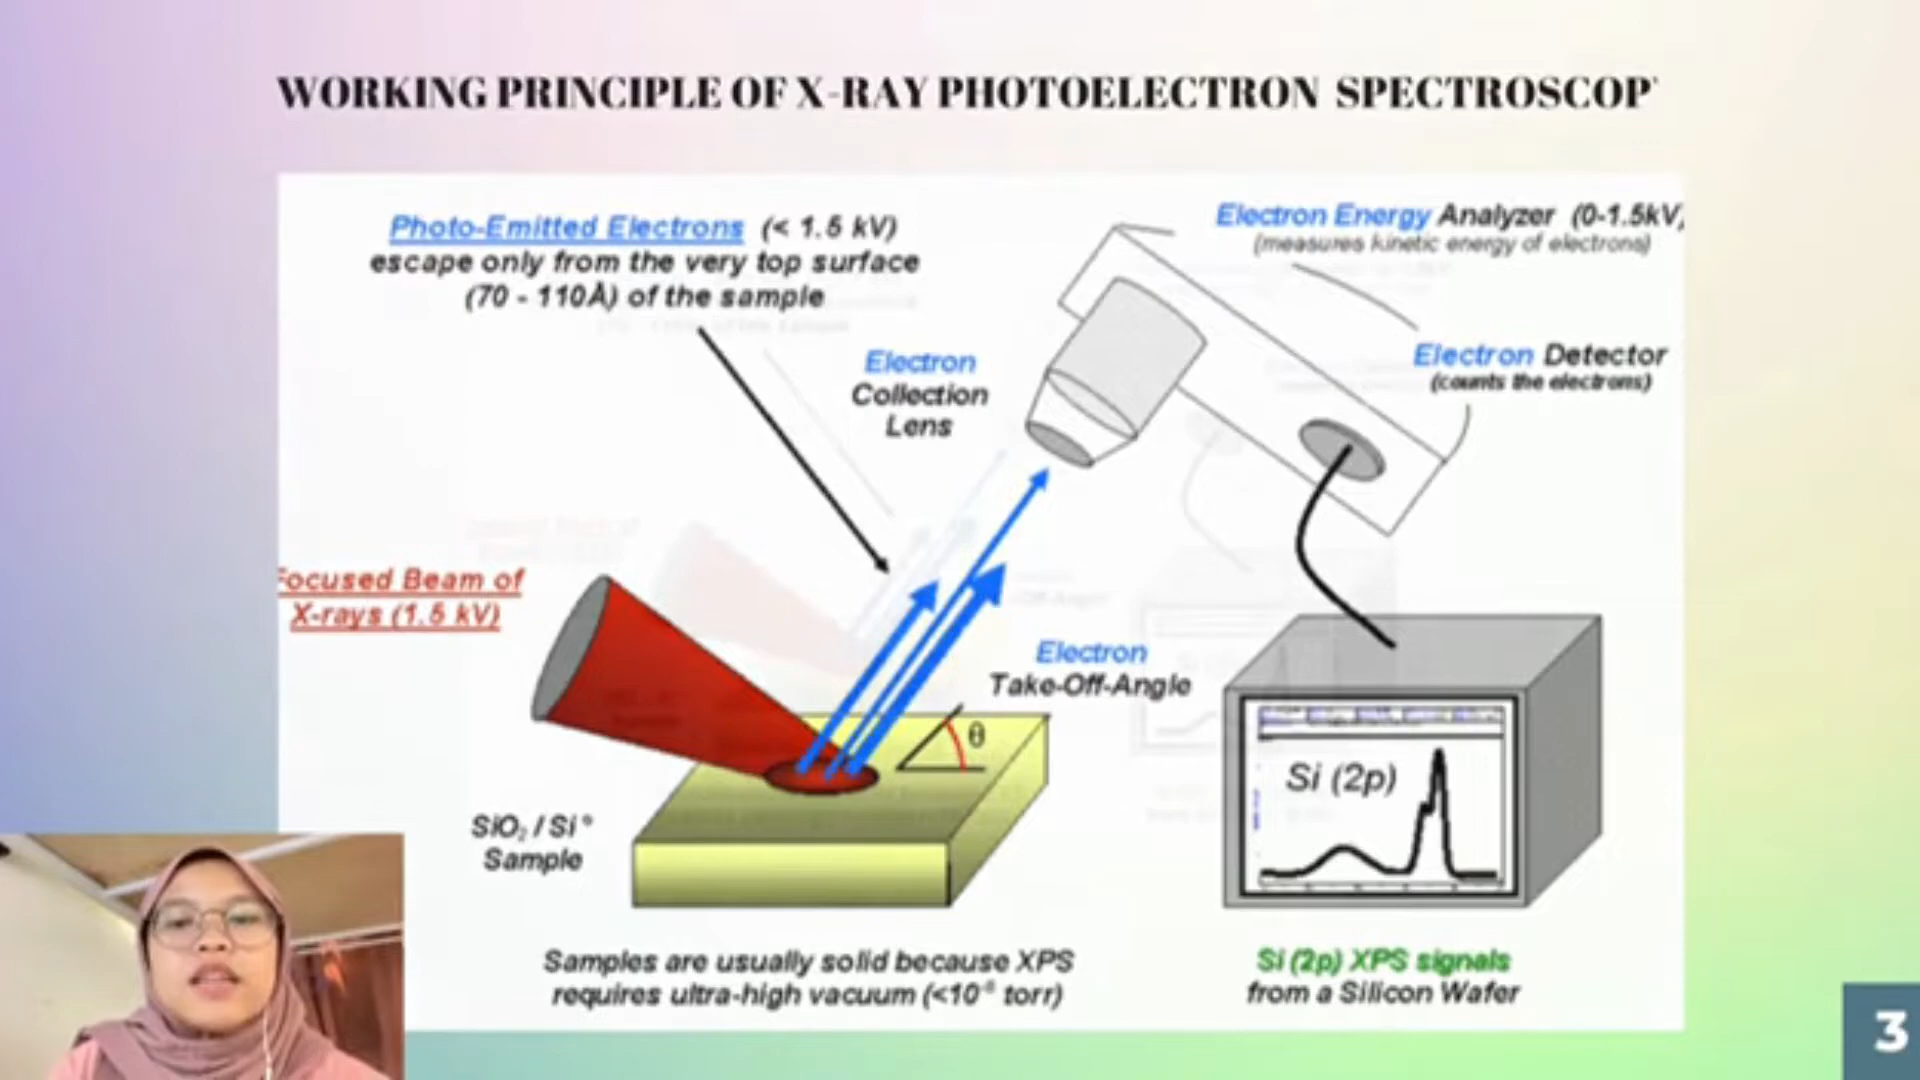 WORKING PRINCIPLE OF X-RAY PHOTOELECTRON SPECTROSCOP
Photo-Emitted Electrons (< 1.5 kV)
escape only from the very top surface
(70 - 110Å) of the sample
Electron Energy Analyzer (0-1.5kV)
(measures kinetic energy of electrons)
Electron
Collection
Lens
Electron Detector
(counts the electrons)
Focused Beam of
X-rays (1.5 kV)
Electron
Take-Off-Angle
θ
Si (2p)
SiO₂ / Si°
Sample
Samples are usually solid because XPS
requires ultra-high vacuum (<10⁻⁸ torr)
Si (2p) XPS signals
from a Silicon Wafer
3